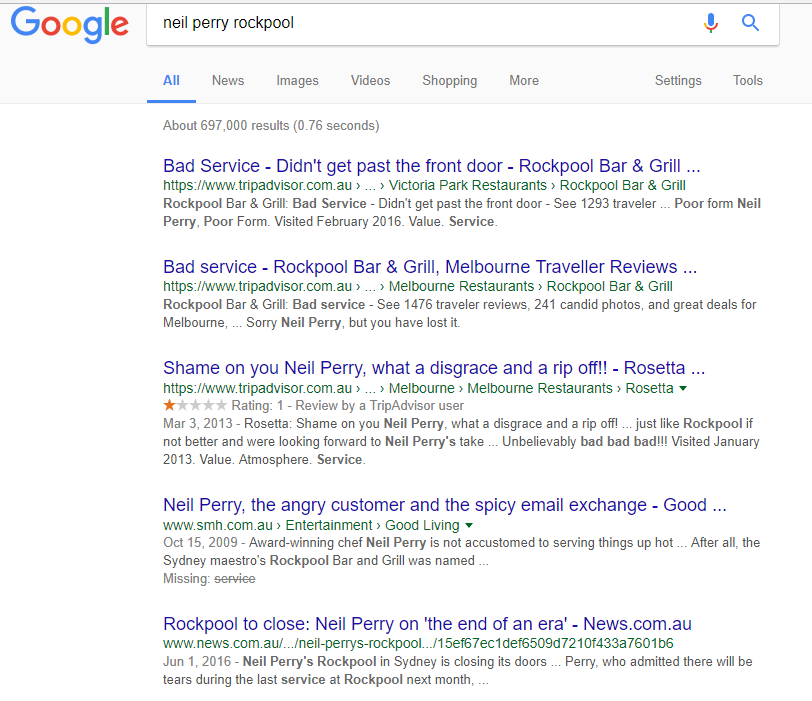 Google
neil perry rockpool
All News Images Videos Shopping More Settings Tools
About 697,000 results (0.76 seconds)
Bad Service - Didn't get past the front door - Rockpool Bar & Grill ...
https://www.tripadvisor.com.au › ... › Victoria Park Restaurants › Rockpool Bar & Grill
Rockpool Bar & Grill: Bad Service - Didn't get past the front door - See 1293 traveler ... Poor form Neil
Perry, Poor Form. Visited February 2016. Value. Service.
Bad service - Rockpool Bar & Grill, Melbourne Traveller Reviews ...
https://www.tripadvisor.com.au › ... › Melbourne Restaurants › Rockpool Bar & Grill
Rockpool Bar & Grill: Bad service - See 1476 traveler reviews, 241 candid photos, and great deals for
Melbourne, ... Sorry Neil Perry, but you have lost it.
Shame on you Neil Perry, what a disgrace and a rip off!! - Rosetta ...
https://www.tripadvisor.com.au › ... › Melbourne › Melbourne Restaurants › Rosetta
Rating: 1 - Review by a TripAdvisor user
Mar 3, 2013 - Rosetta: Shame on you Neil Perry, what a disgrace and a rip off! ... just like Rockpool if
not better and were looking forward to Neil Perry's take ... Unbelievably bad bad bad!!! Visited January
2013. Value. Atmosphere. Service.
Neil Perry, the angry customer and the spicy email exchange - Good ...
www.smh.com.au › Entertainment › Good Living
Oct 15, 2009 - Award-winning chef Neil Perry is not accustomed to serving things up hot ... After all, the
Sydney maestro's Rockpool Bar and Grill was named ...
Missing: service
Rockpool to close: Neil Perry on 'the end of an era' - News.com.au
www.news.com.au/.../neil-perrys-rockpool.../15ef67ec1def6509d7210f433a7601b6
Jun 1, 2016 - Neil Perry's Rockpool in Sydney is closing its doors ... Perry, who admitted there will be
tears during the last service at Rockpool next month, ...